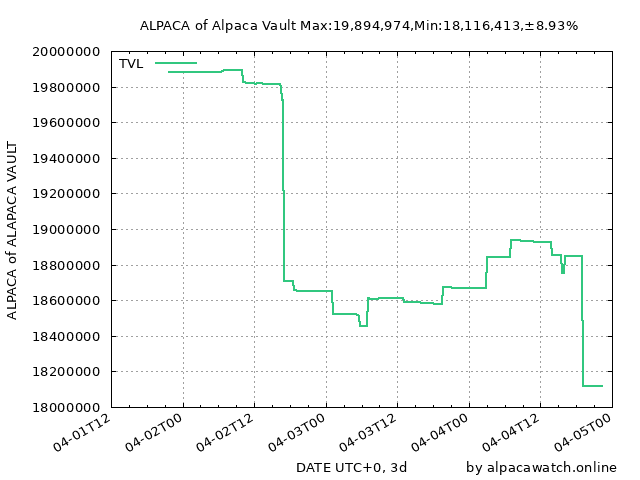 ALPACA of Alpaca Vault Max:19,894,974,Min:18,116,413,±8.93%
TVL
ALPACA of ALAPACA VAULT
20000000
19800000
19600000
19400000
19200000
19000000
18800000
18600000
18400000
18200000
18000000
04-01T12
04-02T00
04-02T12
04-03T00
04-03T12
04-04T00
04-04T12
04-05T00
DATE UTC+0, 3d
by alpacawatch.online